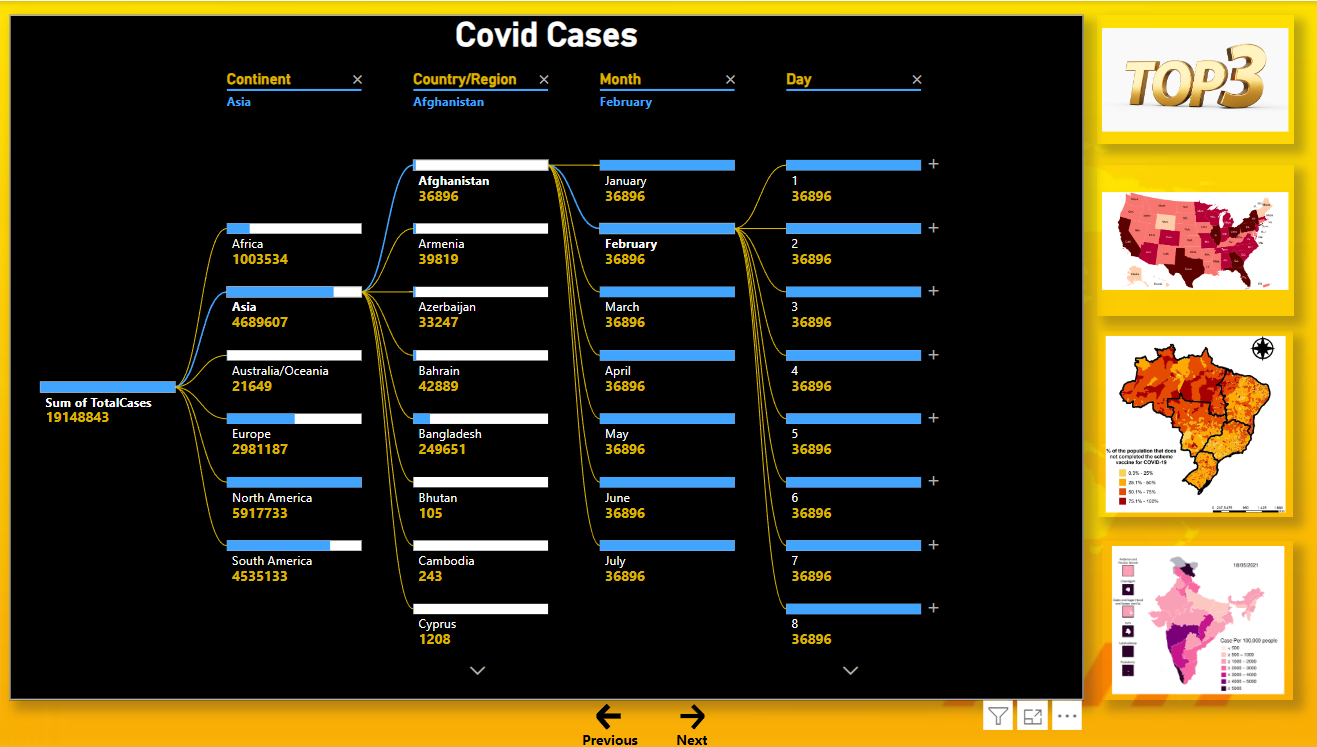 Covid Cases
Continent
Asia
Country/Region
Afghanistan
Month
February
Day
Sum of TotalCases
19148843
Africa
1003534
Asia
4689607
Australia/Oceania
21649
Europe
2981187
North America
5917733
South America
4535133
Afghanistan
36896
Armenia
39819
Azerbaijan
33247
Bahrain
42889
Bangladesh
249651
Bhutan
105
Cambodia
243
Cyprus
1208
January
36896
February
36896
March
36896
April
36896
May
36896
June
36896
July
36896
1
36896
2
36896
3
36896
4
36896
5
36896
6
36896
7
36896
8
36896
TOP3
% of the population that does
not completed the scheme
vaccine for COVID-19
0.3% - 25%
25.1% - 50%
50.1% - 75%
75.1% - 100%
18/05/2021
Case Per 100,000 people
Previous
Next